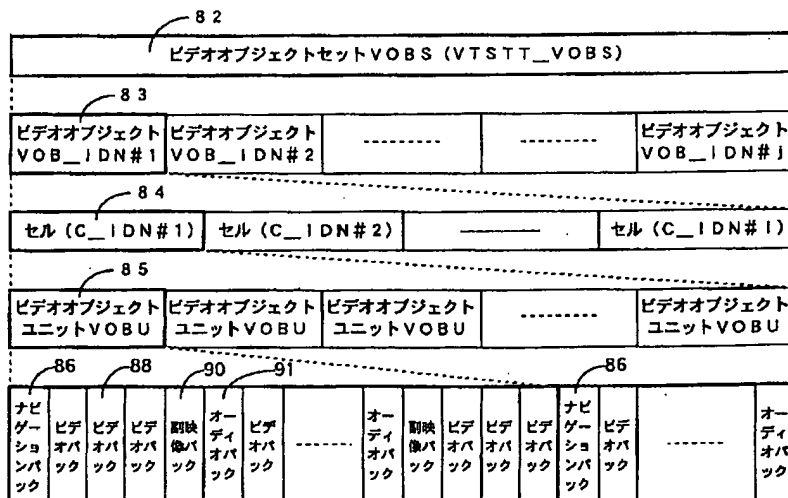 82
ビデオオブジェクトセットVOBS (VTSTT__VOBS)
83
ビデオオブジェクト
VOB__IDN#1
ビデオオブジェクト
VOB__IDN#2
ビデオオブジェクト
VOB__IDN#j
84
セル (C__IDN#1)
セル (C__IDN#2)
セル (C__IDN#l)
85
ビデオオブジェクト
ユニットVOBU
ビデオオブジェクト
ユニットVOBU
ビデオオブジェクト
ユニットVOBU
ビデオオブジェクト
ユニットVOBU
86
88
90
91
86
ナビゲーションパック
ビデオパック
ビデオパック
ビデオパック
副映像パック
オーディオパック
ビデオパック
オーディオパック
副映像パック
ビデオパック
ビデオパック
ビデオパック
ナビゲーションパック
ビデオパック
オーディオパック